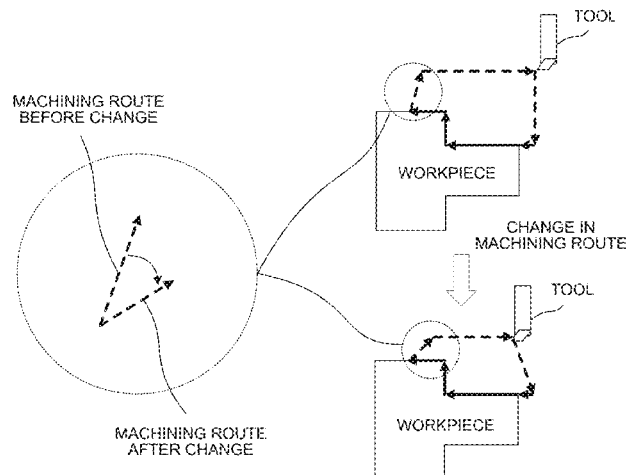 TOOL
MACHINING ROUTE
BEFORE CHANGE
WORKPIECE
CHANGE IN
MACHINING ROUTE
TOOL
MACHINING ROUTE
AFTER CHANGE
WORKPIECE